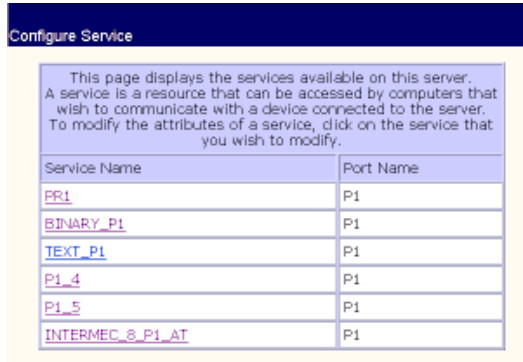 Configure Service
This page displays the services available on this server.
A service is a resource that can be accessed by computers that
wish to communicate with a device connected to the server.
To modify the attributes of a service, click on the service that
you wish to modify.
Service Name Port Name
PR1 P1
BINARY_P1 P1
TEXT_P1 P1
P1_4 P1
P1_5 P1
INTERMEC_8_P1_AT P1